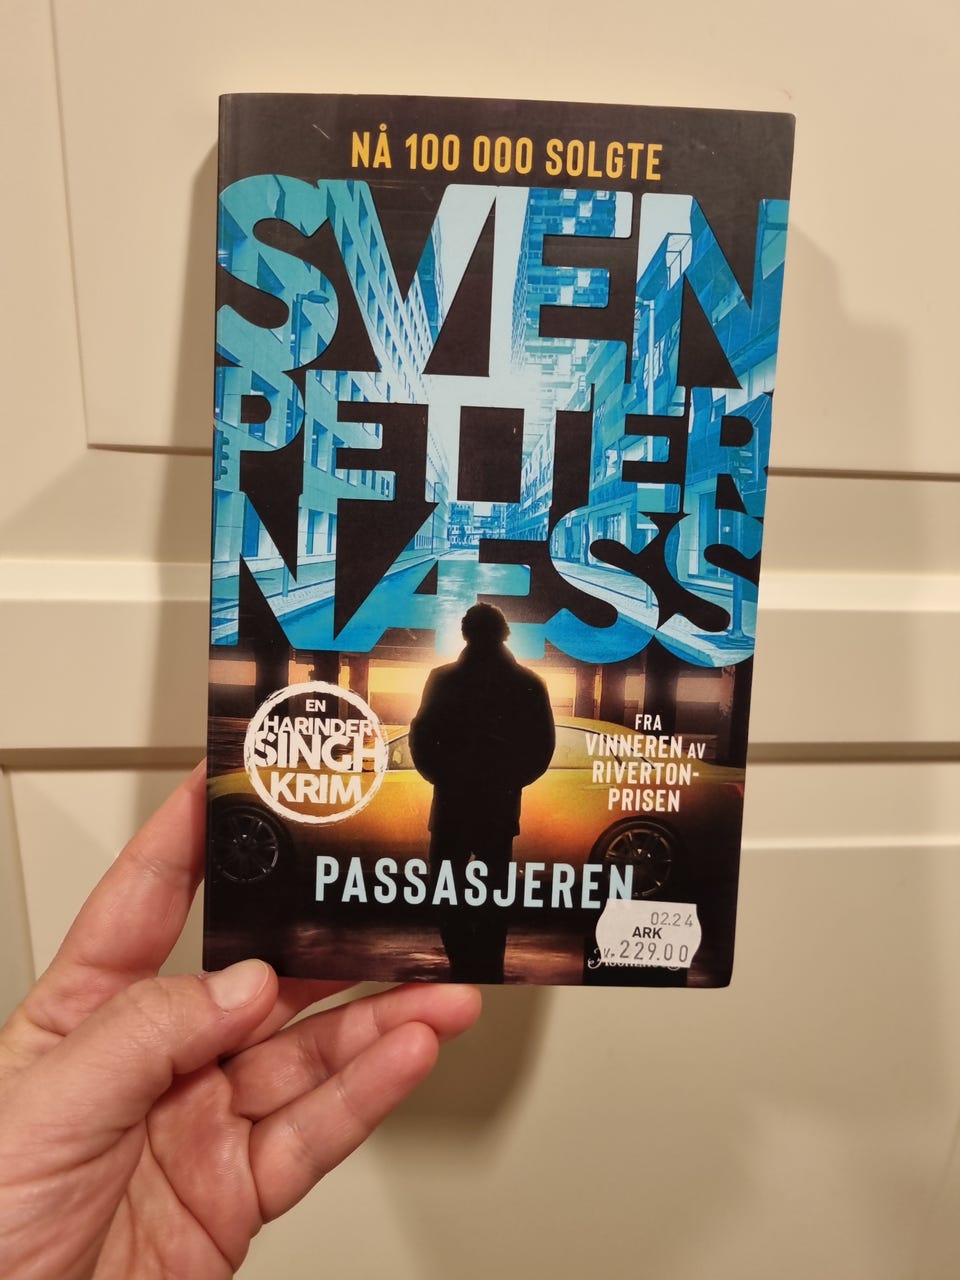 NÅ 100 000 SOLGTE
SVEN
PETTER
NÆSS
EN
HARINDER
SINGH
KRIM
FRA
VINNEREN AV
RIVERTON-
PRISEN
PASSASJEREN
02.24
ARK
Kr 229.00